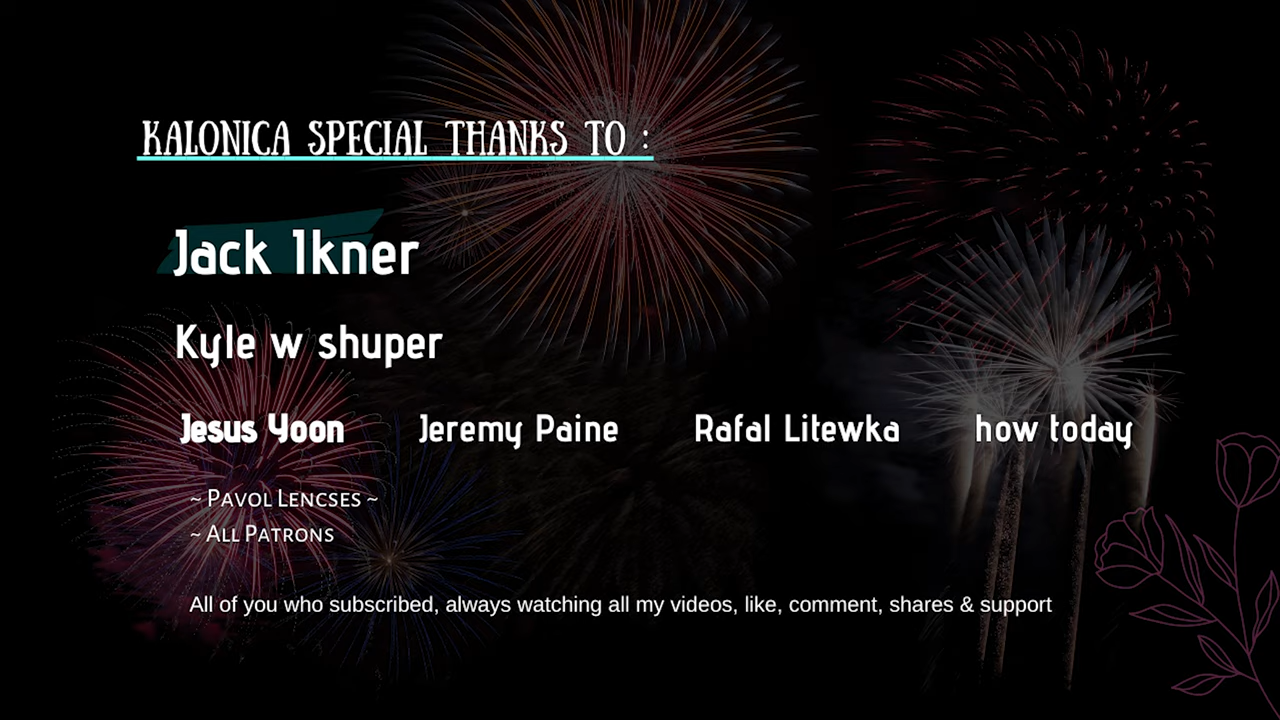 KALONICA SPECIAL THANKS TO :
Jack Ikner
Kyle w shuper
Jesus Yoon Jeremy Paine Rafal Litewka how today
~ Pavol Lencses ~
~ All Patrons
All of you who subscribed, always watching all my videos, like, comment, shares & support